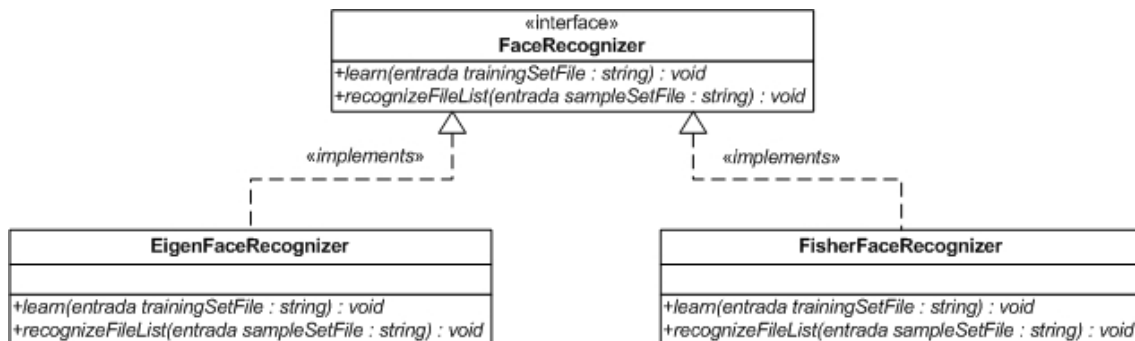 «interface»
FaceRecognizer
+learn(entrada trainingSetFile : string) : void
+recognizeFileList(entrada sampleSetFile : string) : void
«implements»
«implements»
EigenFaceRecognizer
+learn(entrada trainingSetFile : string) : void
+recognizeFileList(entrada sampleSetFile : string) : void
FisherFaceRecognizer
+learn(entrada trainingSetFile : string) : void
+recognizeFileList(entrada sampleSetFile : string) : void